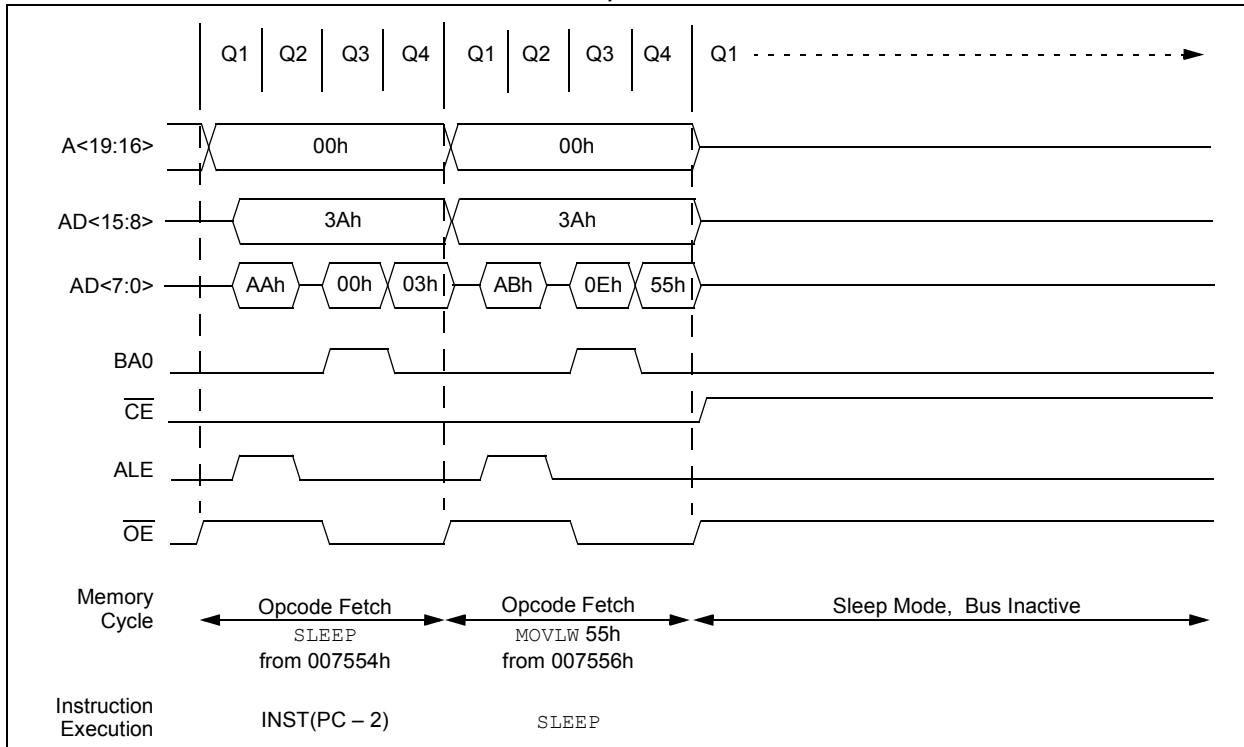 Q1 Q2 Q3 Q4 Q1 Q2 Q3 Q4 Q1
A<19:16> 00h 00h
AD<15:8> 3Ah 3Ah
AD<7:0> AAh 00h 03h ABh 0Eh 55h
BA0
CE
ALE
OE
Memory Cycle
Opcode Fetch
SLEEP
from 007554h
Opcode Fetch
MOVLW 55h
from 007556h
Sleep Mode, Bus Inactive
Instruction
Execution
INST(PC – 2)
SLEEP